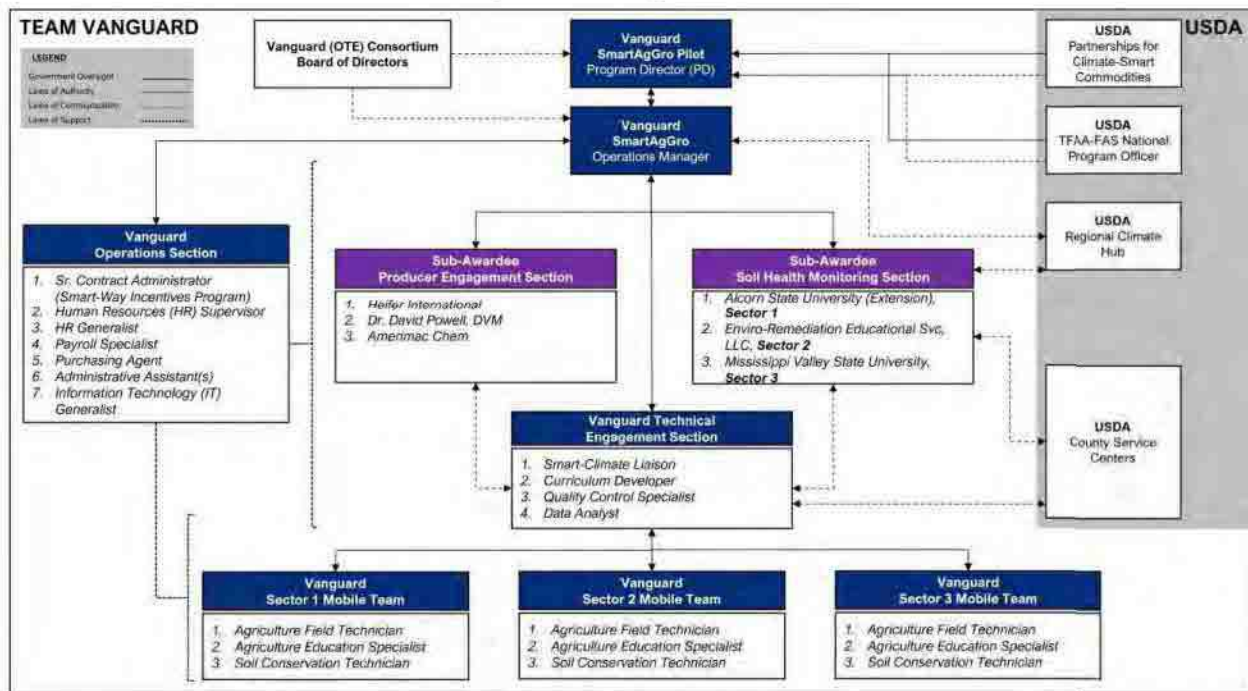 TEAM VANGUARD
USDA
LEGEND
Government Oversight
Lines of Authority
Lines of Communication
Lines of Support
Vanguard (OTE) Consortium
Board of Directors
Vanguard
SmartAgGro Pilot
Program Director (PD)
USDA
Partnerships for
Climate-Smart
Commodities
Vanguard
SmartAgGro
Operations Manager
USDA
TFAA-FAS National
Program Officer
USDA
Regional Climate
Hub
Vanguard
Operations Section
1. Sr. Contract Administrator
(Smart-Way Incentives Program)
2. Human Resources (HR) Supervisor
3. HR Generalist
4. Payroll Specialist
5. Purchasing Agent
6. Administrative Assistant(s)
7. Information Technology (IT)
Generalist
Sub-Awardee
Producer Engagement Section
1. Heifer International
2. Dr. David Powell, DVM
3. Amerimac Chem
Sub-Awardee
Soil Health Monitoring Section
1. Alcorn State University (Extension),
Sector 1
2. Enviro-Remediation Educational Svc,
LLC, Sector 2
3. Mississippi Valley State University,
Sector 3
USDA
County Service
Centers
Vanguard Technical
Engagement Section
1. Smart-Climate Liaison
2. Curriculum Developer
3. Quality Control Specialist
4. Data Analyst
Vanguard
Sector 1 Mobile Team
1. Agriculture Field Technician
2. Agriculture Education Specialist
3. Soil Conservation Technician
Vanguard
Sector 2 Mobile Team
1. Agriculture Field Technician
2. Agriculture Education Specialist
3. Soil Conservation Technician
Vanguard
Sector 3 Mobile Team
1. Agriculture Field Technician
2. Agriculture Education Specialist
3. Soil Conservation Technician